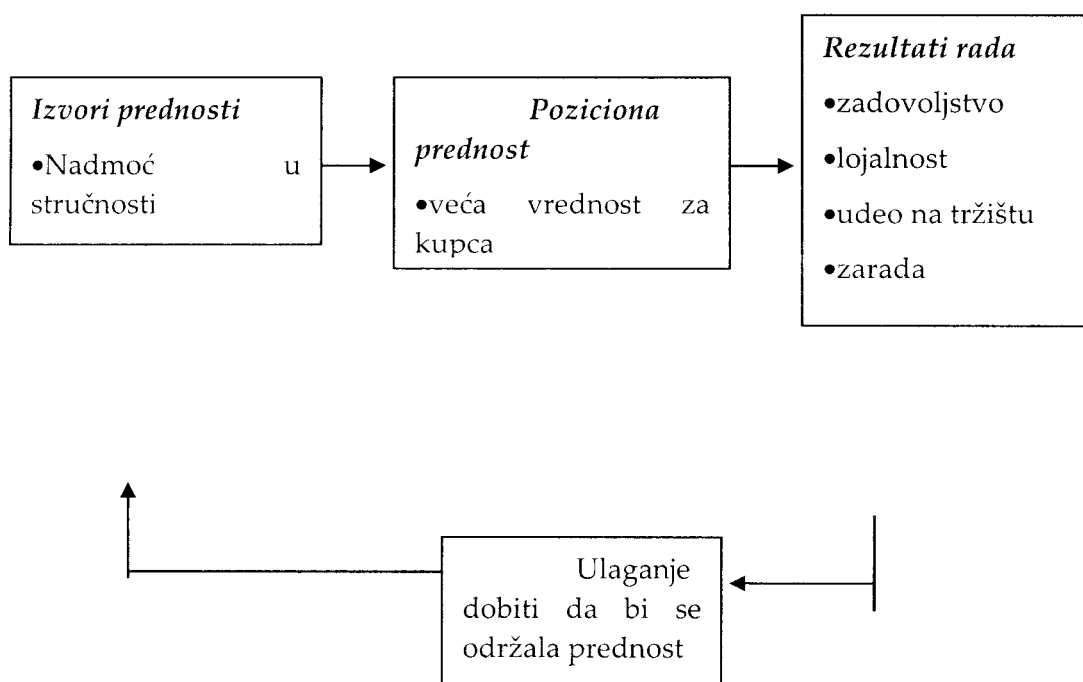 Izvori prednosti
•Nadmoć u
stručnosti
Poziciona
prednost
•veća vrednost za
kupca
Rezultati rada
•zadovoljstvo
•lojalnost
•udeo na tržištu
•zarada
Ulaganje
dobiti da bi se
održala prednost